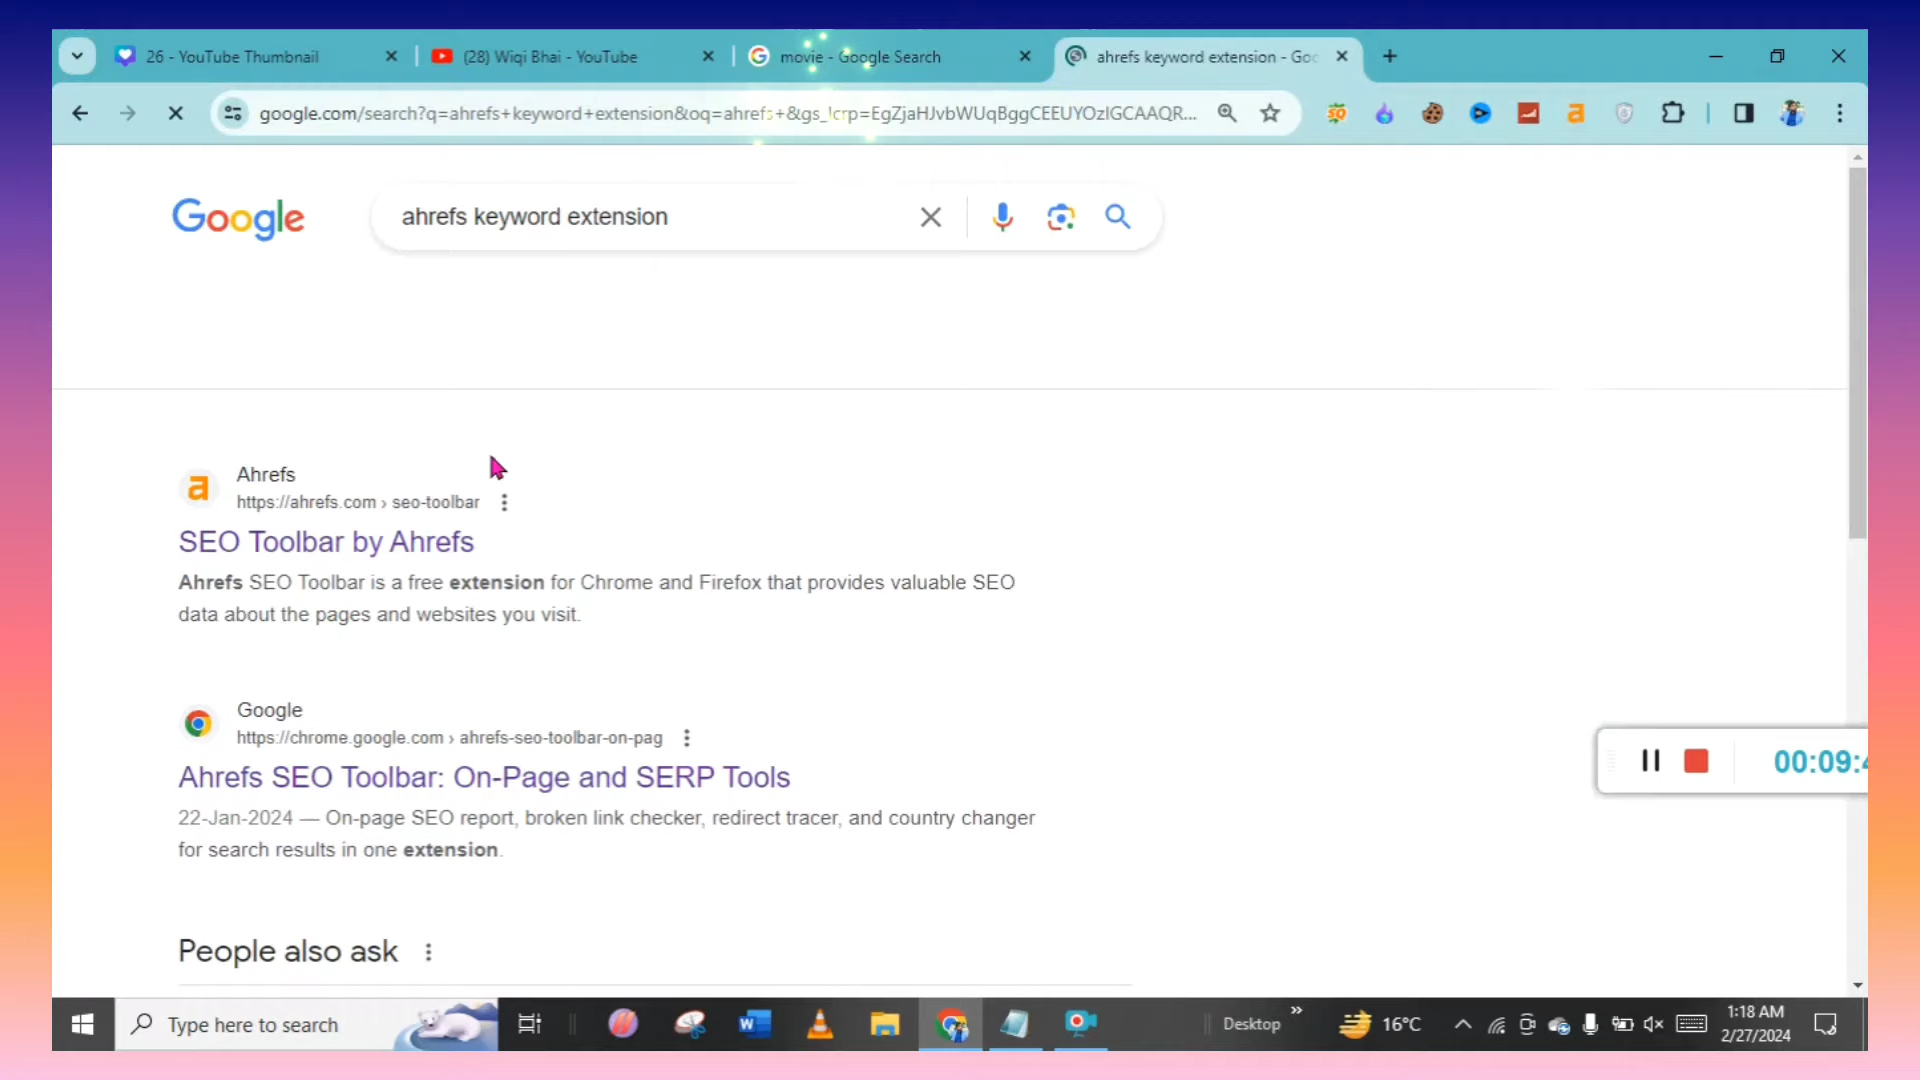 26 - YouTube Thumbnail
(28) Wiqi Bhai - YouTube
movie - Google Search
ahrefs keyword extension - Goo
google.com/search?q=ahrefs+keyword+extension&oq=ahrefs+&gs_lcrp=EgZjaHJvbWUqBggCEEUYOzIGCAAQR...
Google
ahrefs keyword extension
a
Ahrefs
https://ahrefs.com › seo-toolbar
SEO Toolbar by Ahrefs
Ahrefs SEO Toolbar is a free extension for Chrome and Firefox that provides valuable SEO
data about the pages and websites you visit.
Google
https://chrome.google.com › ahrefs-seo-toolbar-on-pag
Ahrefs SEO Toolbar: On-Page and SERP Tools
22-Jan-2024 — On-page SEO report, broken link checker, redirect tracer, and country changer
for search results in one extension.
00:09:4
People also ask
Type here to search
Desktop
16°C
1:18 AM
2/27/2024